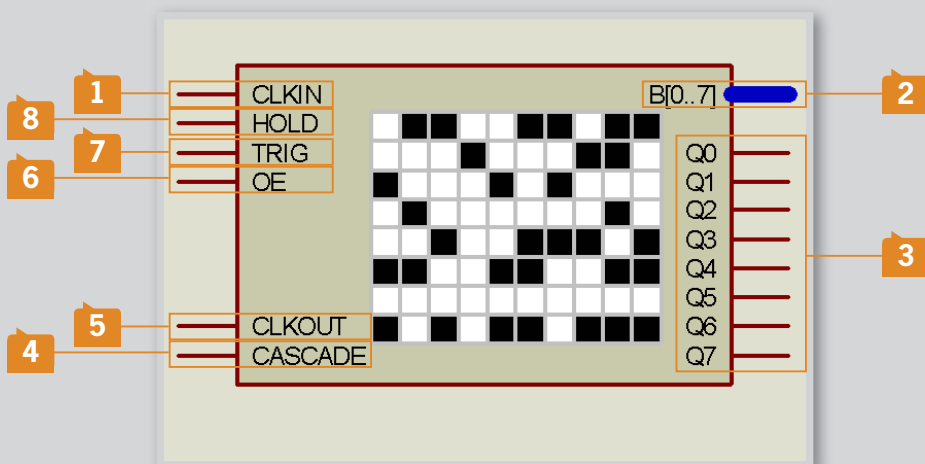 1 CLKIN B[0..7] 2
8 HOLD
7 TRIG Q0
6 OE Q1
Q2
Q3 3
Q4
Q5
5 CLKOUT Q6
4 CASCADE Q7